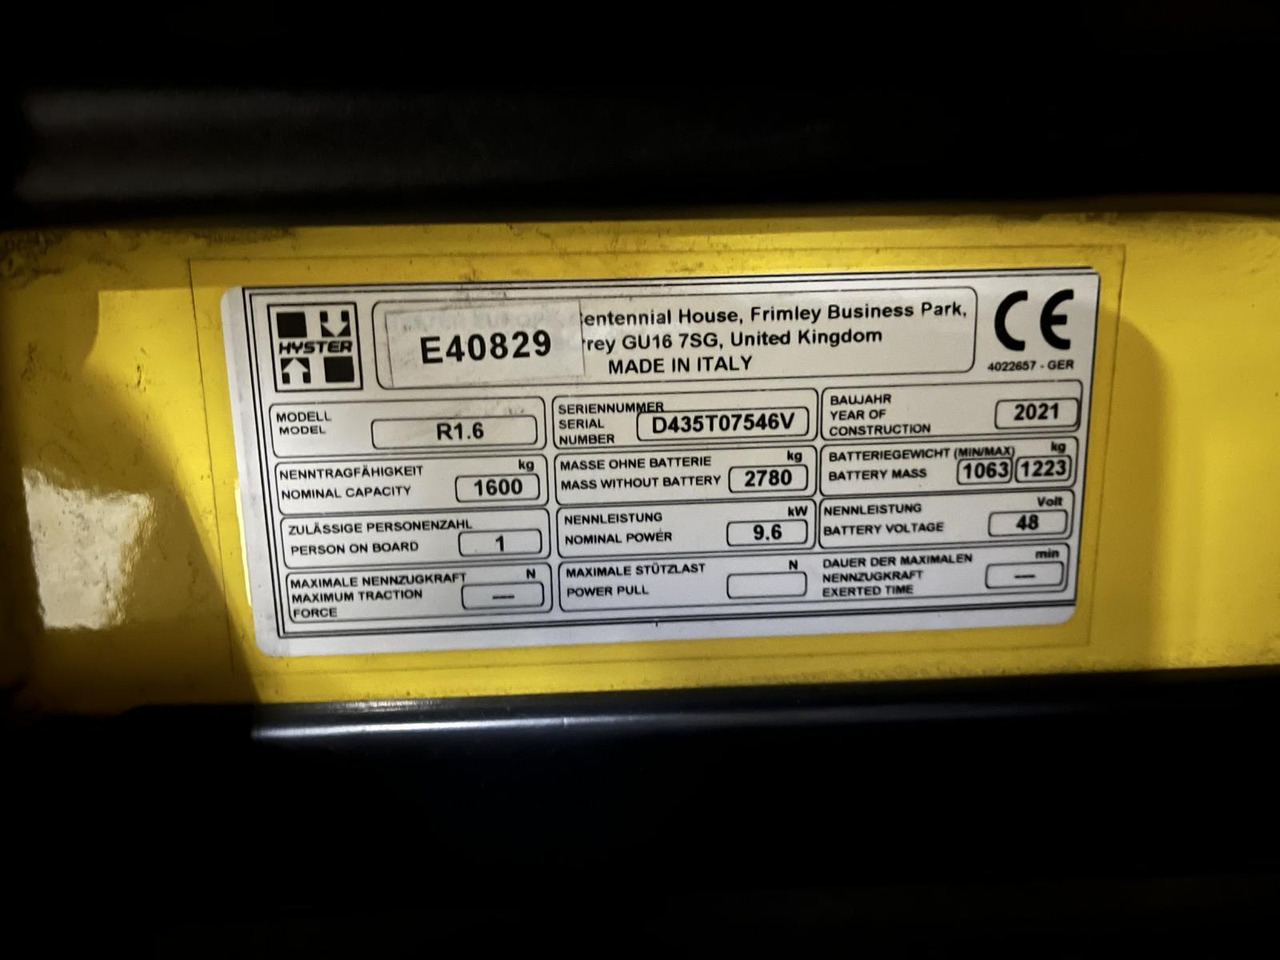 HYSTER
E40829
entennial House, Frimley Business Park,
rey GU16 7SG, United Kingdom
MADE IN ITALY
CE
4022657 - GER
MODELL
MODEL
R1.6
SERIENNUMMER
SERIAL
NUMBER
D435T07546V
BAUJAHR
YEAR OF
CONSTRUCTION
2021
NENNTRAGFÄHIGKEIT
NOMINAL CAPACITY
kg
1600
MASSE OHNE BATTERIE
MASS WITHOUT BATTERY
kg
2780
BATTERIEGEWICHT (MIN/MAX)
BATTERY MASS
kg
1063 1223
ZULÄSSIGE PERSONENZAHL
PERSON ON BOARD
1
NENNLEISTUNG
NOMINAL POWER
kW
9.6
NENNLEISTUNG
BATTERY VOLTAGE
Volt
48
MAXIMALE NENNZUGKRAFT
MAXIMUM TRACTION
FORCE
N
—
MAXIMALE STÜTZLAST
POWER PULL
N
DAUER DER MAXIMALEN
NENNZUGKRAFT
EXERTED TIME
min
—